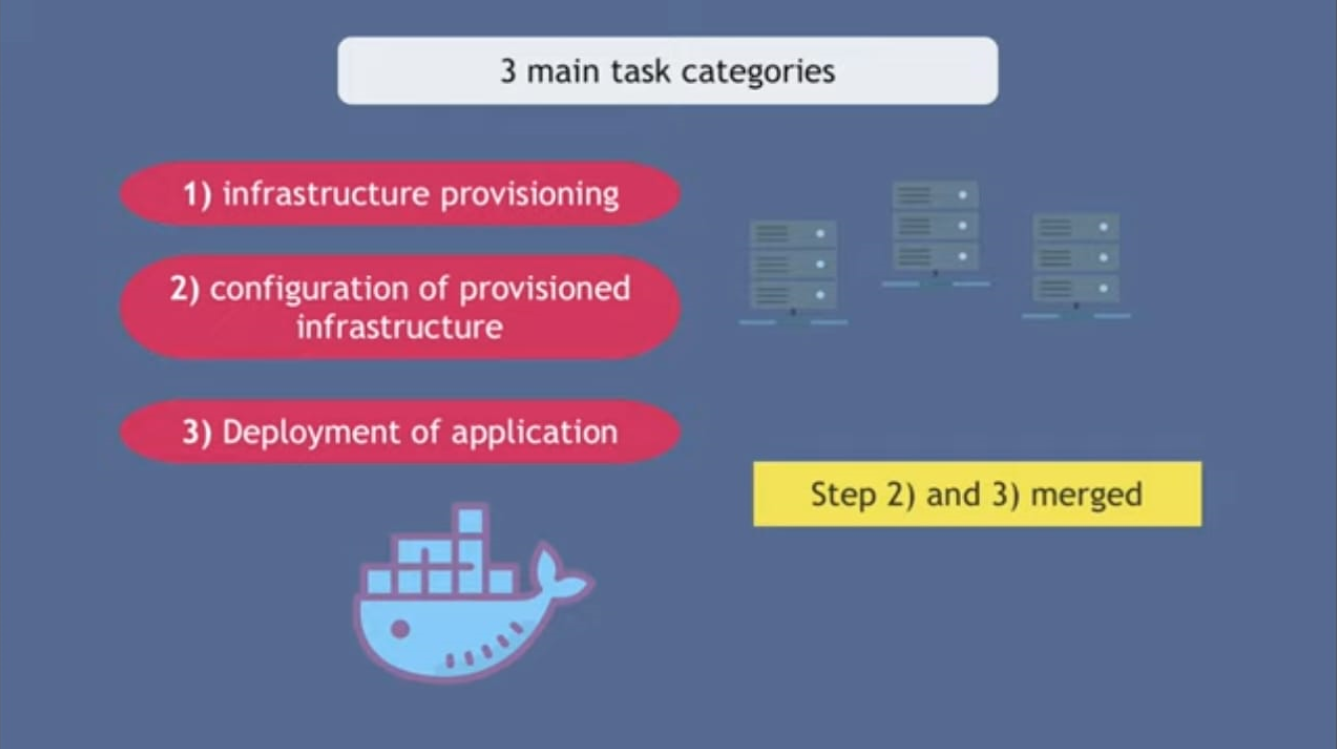 3 main task categories
1) infrastructure provisioning
2) configuration of provisioned
infrastructure
3) Deployment of application
Step 2) and 3) merged